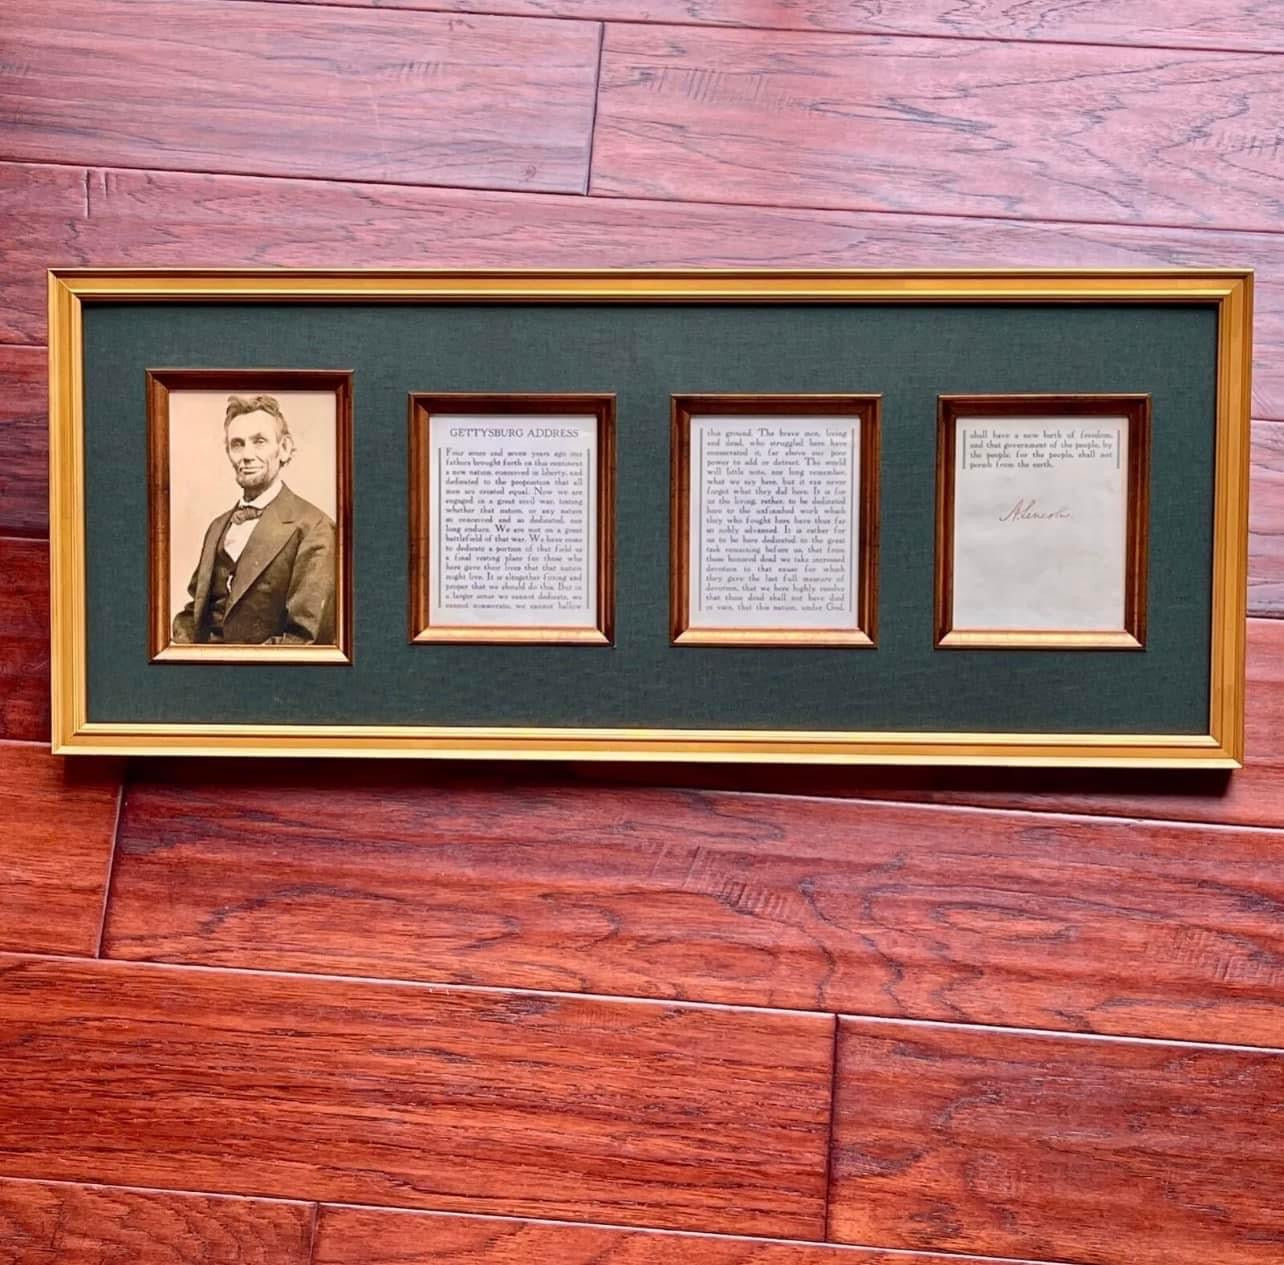 GETTYSBURG ADDRESS
Four score and seven years ago our
fathers brought forth on this continent
a new nation, conceived in liberty, and
dedicated to the proposition that all
men are created equal. Now we are
engaged in a great civil war, testing
whether that nation, or any nation
so conceived and so dedicated, can
long endure. We are met on a great
battlefield of that war. We have come
to dedicate a portion of that field as
a final resting place for those who
here gave their lives that that nation
might live. It is altogether fitting and
proper that we should do this. But in
a larger sense we cannot dedicate, we
cannot consecrate, we cannot hallow
this ground. The brave men, living
and dead, who struggled here have
consecrated it, far above our poor
power to add or detract. The world
will little note, nor long remember,
what we say here, but it can never
forget what they did here. It is for
us the living, rather, to be dedicated
here to the unfinished work which
they who fought here have thus far
so nobly advanced. It is rather for
us to be here dedicated to the great
task remaining before us, that from
these honored dead we take increased
devotion to that cause for which
they gave the last full measure of
devotion, that we here highly resolve
that these dead shall not have died
in vain, that this nation, under God,
shall have a new birth of freedom,
and that government of the people, by
the people, for the people, shall not
perish from the earth.
A. Lincoln.